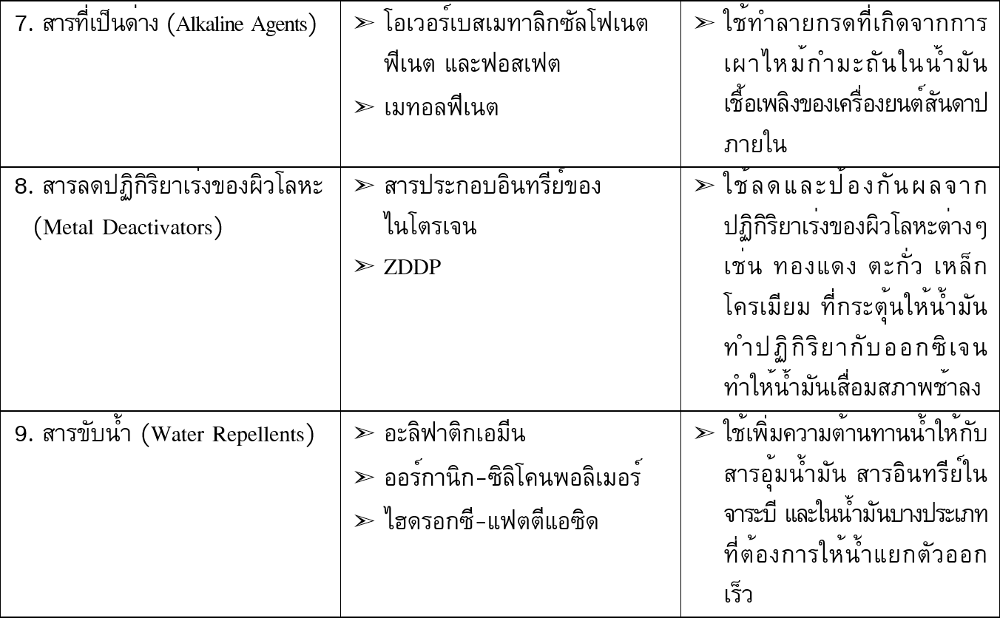 7. สารที่เป็นด่าง (Alkaline Agents)
➢ โอเวอร์เบสเมทาลิกซัลโฟเนต
ฟีเนต และฟอสเฟต
➢ เมทอลฟีเนต
➢ ใช้ทำลายกรดที่เกิดจากการ
เผาไหม้กำมะถันในน้ำมัน
เชื้อเพลิงของเครื่องยนต์สันดาป
ภายใน
8. สารลดปฏิกิริยาเร่งของผิวโลหะ
(Metal Deactivators)
➢ สารประกอบอินทรีย์ของ
ไนโตรเจน
➢ ZDDP
➢ ใช้ลดและป้องกันผลจาก
ปฏิกิริยาเร่งของผิวโลหะต่างๆ
เช่น ทองแดง ตะกั่ว เหล็ก
โครเมียม ที่กระตุ้นให้น้ำมัน
ทำปฏิกิริยากับออกซิเจน
ทำให้น้ำมันเสื่อมสภาพช้าลง
9. สารขับน้ำ (Water Repellents)
➢ อะลิฟาติกเอมีน
➢ ออร์กานิก-ซิลิโคนพอลิเมอร์
➢ ไฮดรอกซี-แฟตตีแอซิด
➢ ใช้เพิ่มความต้านทานน้ำให้กับ
สารอุ้มน้ำมัน สารอินทรีย์ใน
จาระบี และในน้ำมันบางประเภท
ที่ต้องการให้น้ำแยกตัวออก
เร็ว